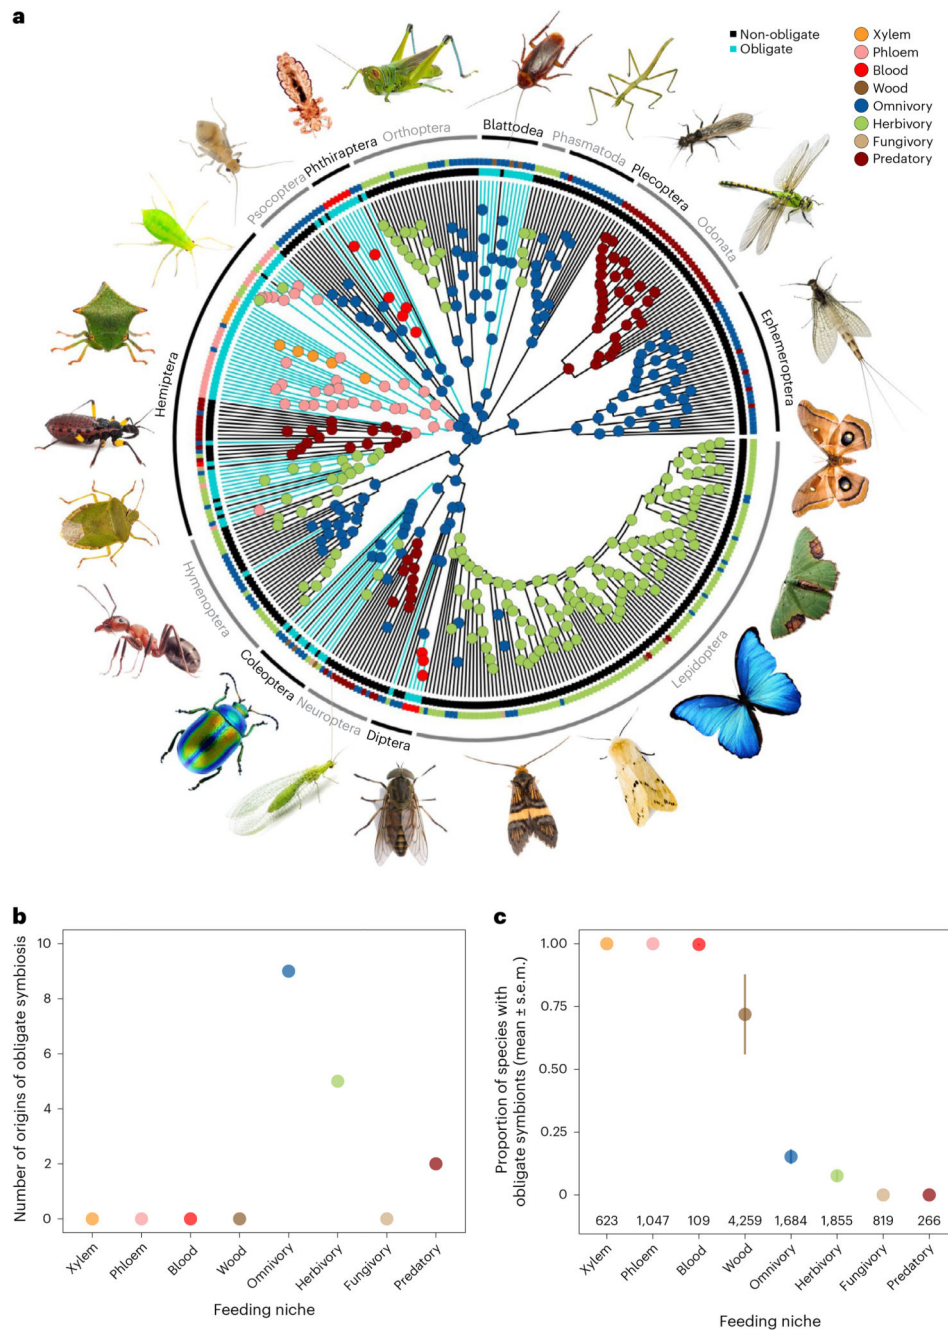 a
Non-obligate
Obligate
Xylem
Phloem
Blood
Wood
Omnivory
Herbivory
Fungivory
Predatory
Psocoptera
Phthiraptera
Orthoptera
Blattodea
Phasmatoda
Plecoptera
Odonata
Ephemeroptera
Hemiptera
Hymenoptera
Coleoptera
Neuroptera
Diptera
Lepidoptera
b
Number of origins of obligate symbiosis
10
8
6
4
2
0
Xylem
Phloem
Blood
Wood
Omnivory
Herbivory
Fungivory
Predatory
Feeding niche
c
Proportion of species with
obligate symbionts (mean ± s.e.m.)
1.00
0.75
0.50
0.25
0
623 1,047 109 4,259 1,684 1,855 819 266
Xylem
Phloem
Blood
Wood
Omnivory
Herbivory
Fungivory
Predatory
Feeding niche